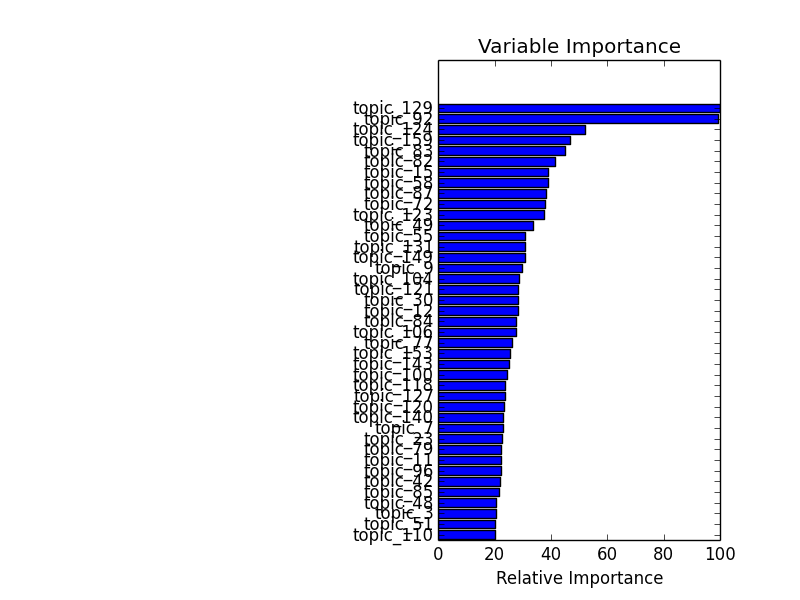 Variable Importance
topic_129
topic_92
topic_124
topic_159
topic_83
topic_82
topic_15
topic_58
topic_87
topic_72
topic_123
topic_49
topic_55
topic_131
topic_149
topic_9
topic_104
topic_121
topic_30
topic_12
topic_84
topic_106
topic_77
topic_153
topic_143
topic_100
topic_118
topic_127
topic_120
topic_140
topic_7
topic_23
topic_79
topic_11
topic_96
topic_42
topic_85
topic_48
topic_3
topic_51
topic_110
0 20 40 60 80 100
Relative Importance